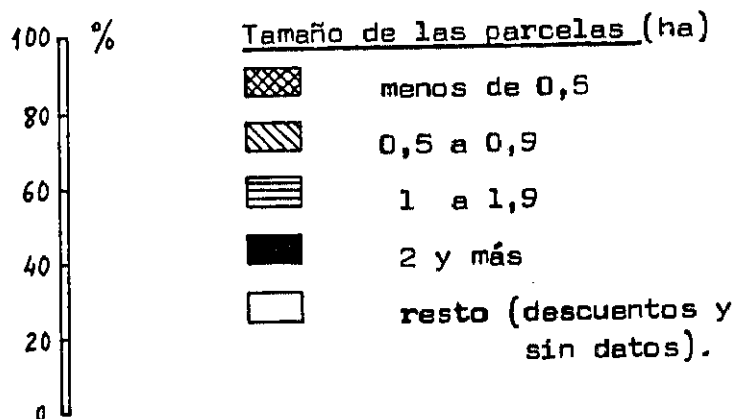 100 %
80
60
40
20
0
Tamaño de las parcelas (ha)
menos de 0,5
0,5 a 0,9
1 a 1,9
2 y más
resto (descuentos y
sin datos).